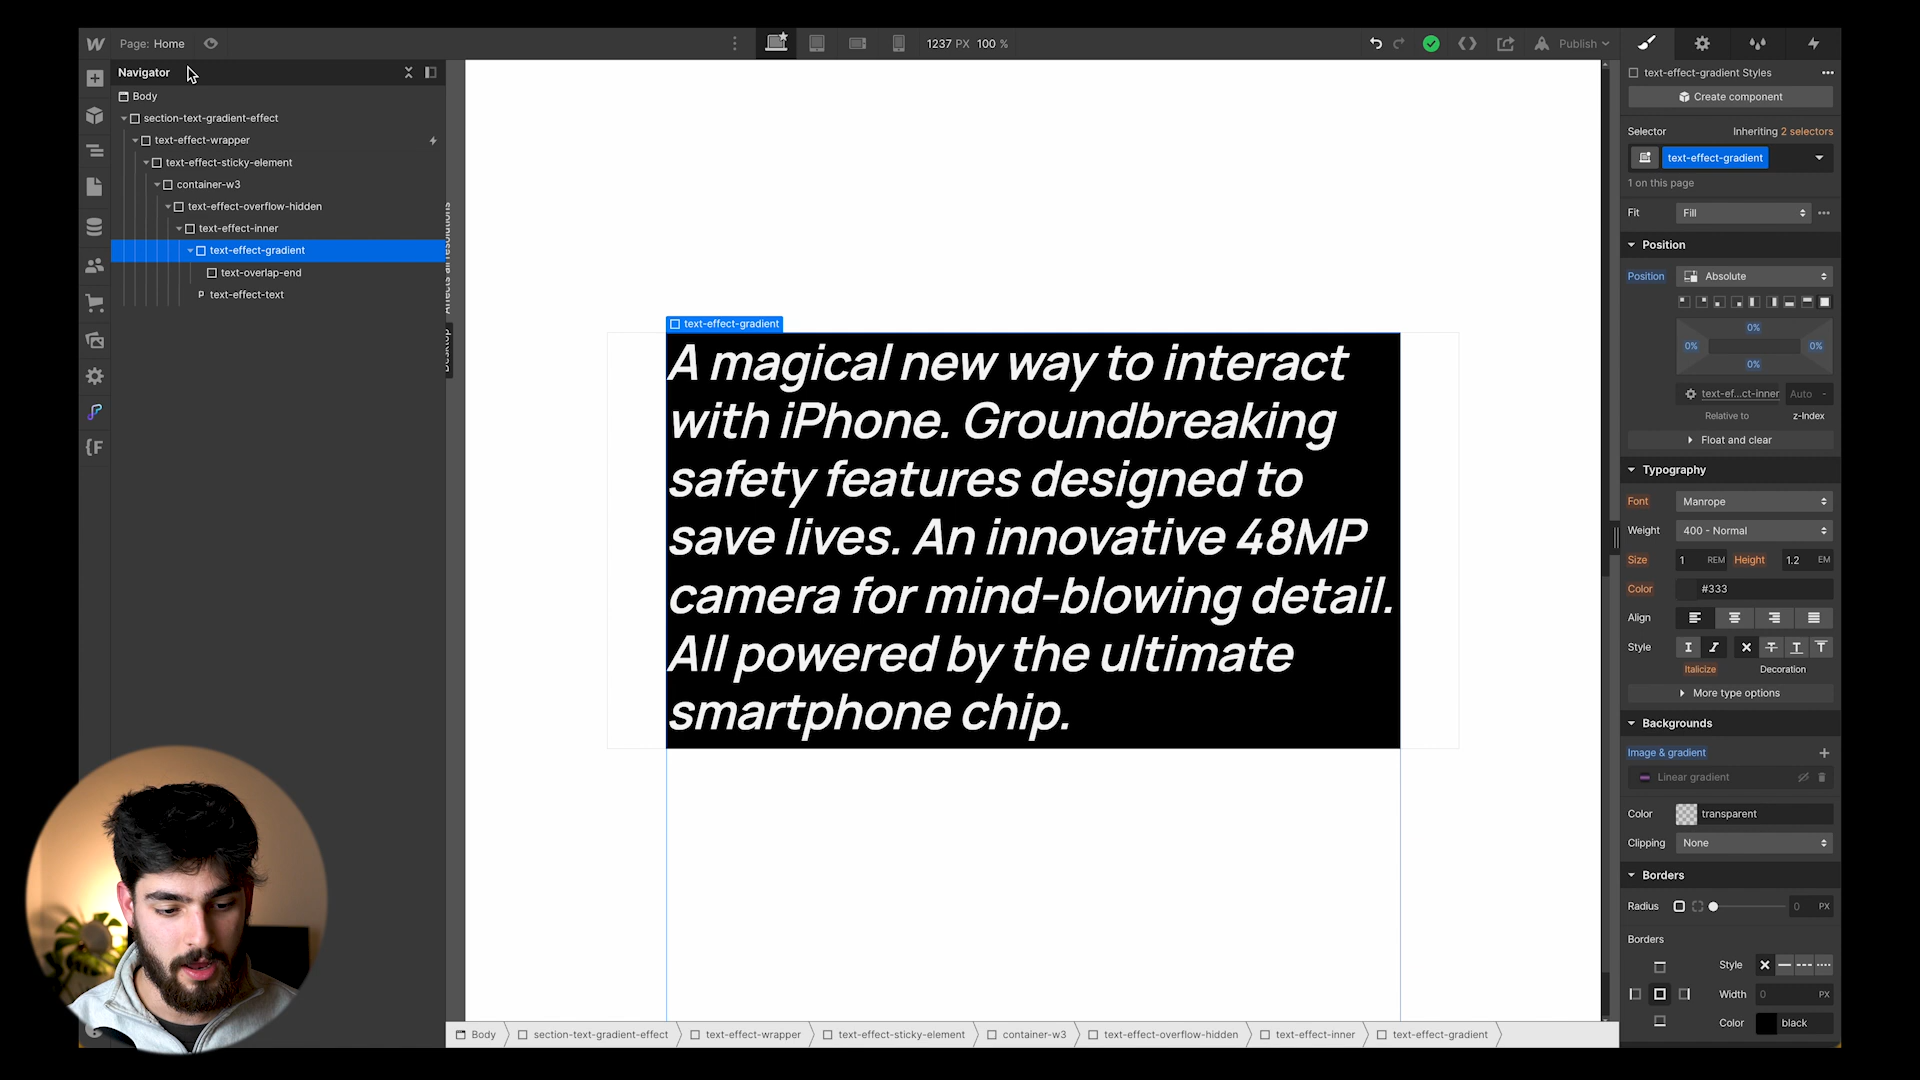 Page: Home
1237 PX 100 %
Publish
Navigator
Body
section-text-gradient-effect
text-effect-wrapper
text-effect-sticky-element
container-w3
text-effect-overflow-hidden
text-effect-inner
text-effect-gradient
text-overlap-end
text-effect-text
text-effect-gradient
A magical new way to interact
with iPhone. Groundbreaking
safety features designed to
save lives. An innovative 48MP
camera for mind-blowing detail.
All powered by the ultimate
smartphone chip.
text-effect-gradient Styles
Create component
Selector Inheriting 2 selectors
text-effect-gradient
1 on this page
Fit Fill
Position
Position Absolute
0%
0% 0%
0%
text-ef...ct-inner Auto -
Relative to z-Index
Float and clear
Typography
Font Manrope
Weight 400 - Normal
Size 1 REM Height 1.2 EM
Color #333
Align
Style
Italicize Decoration
More type options
Backgrounds
Image & gradient
Linear gradient
Color transparent
Clipping None
Borders
Radius 0 PX
Borders
Style
Width 0 PX
Color black
Body section-text-gradient-effect text-effect-wrapper text-effect-sticky-element container-w3 text-effect-overflow-hidden text-effect-inner text-effect-gradient